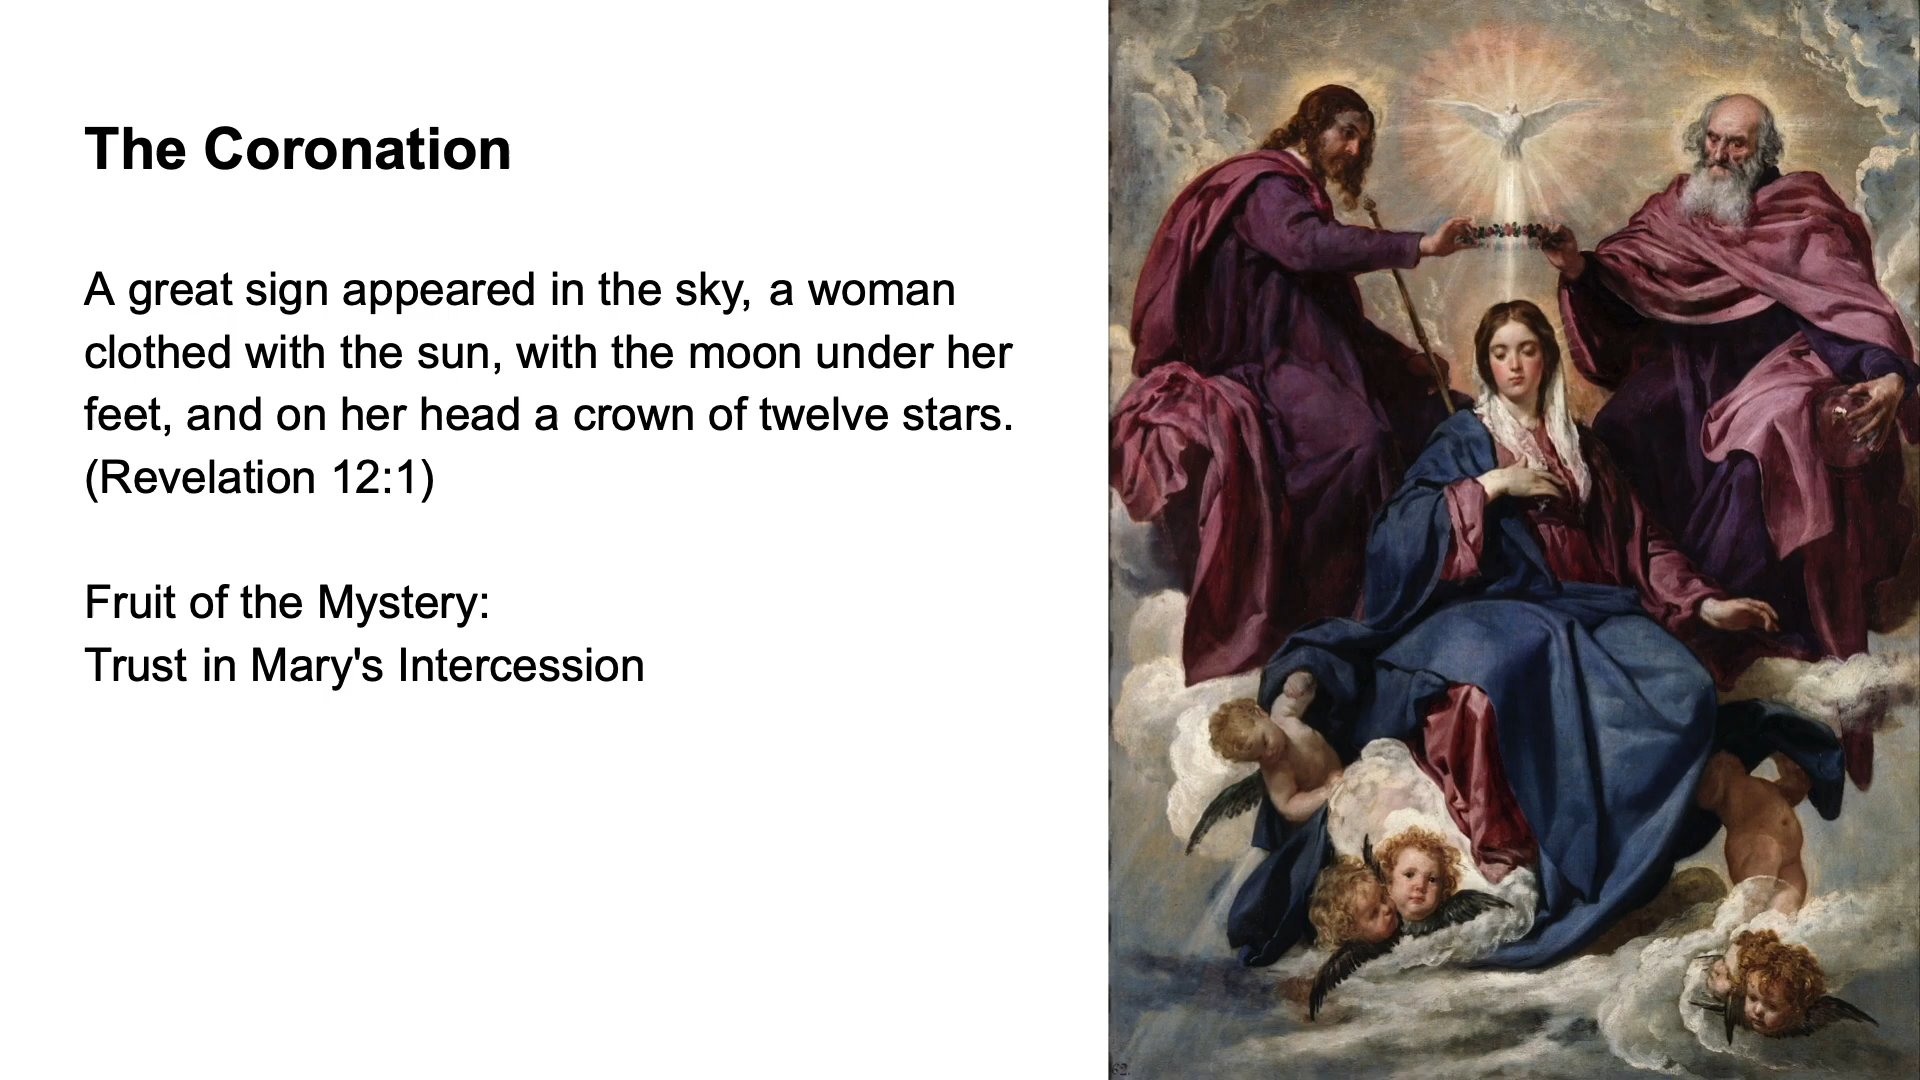 The Coronation
A great sign appeared in the sky, a woman
clothed with the sun, with the moon under her
feet, and on her head a crown of twelve stars.
(Revelation 12:1)
Fruit of the Mystery:
Trust in Mary's Intercession
62.